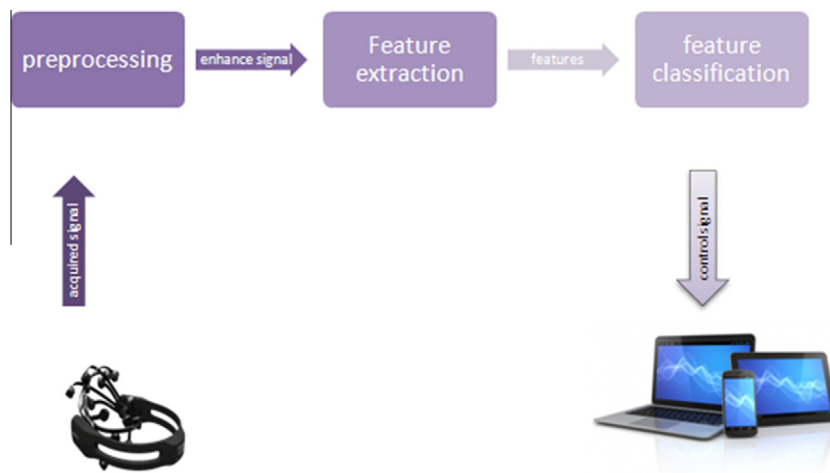 preprocessing
enhance signal
Feature
extraction
features
feature
classification
acquired signal
control signal